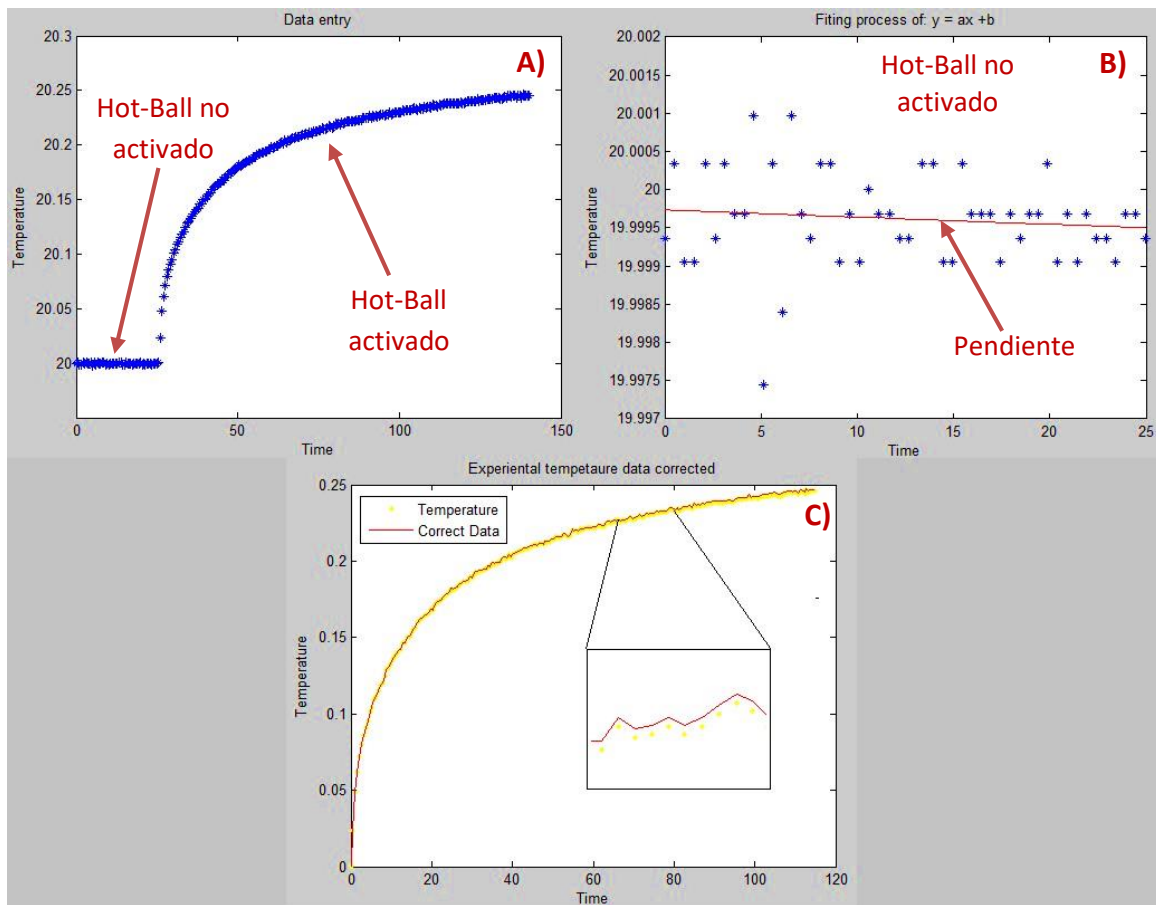 Data entry
A)
20.3
20.25
20.2
20.15
20.1
20.05
20
Temperature
Hot-Ball no
activado
Hot-Ball
activado
0
50
100
150
Time
Fiting process of: y = ax +b
B)
20.002
20.0015
20.001
20.0005
20
19.9995
19.999
19.9985
19.998
19.9975
19.997
Temperature
Hot-Ball no
activado
Pendiente
0
5
10
15
20
25
Time
Experiental tempetaure data corrected
C)
0.25
0.2
0.15
0.1
0.05
0
Temperature
Temperature
Correct Data
0
20
40
60
80
100
120
Time